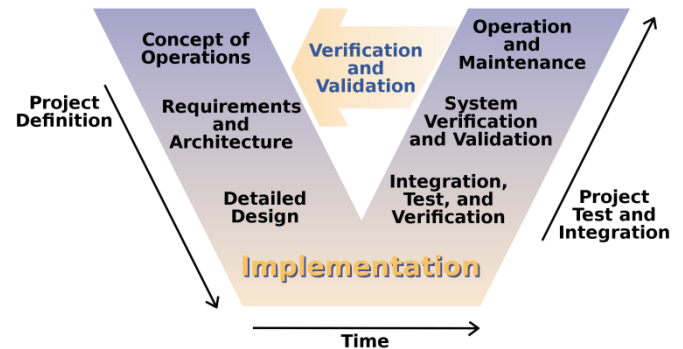 Concept of
Operations
Verification
and
Validation
Operation
and
Maintenance
Project
Definition
Requirements
and
Architecture
System
Verification
and Validation
Detailed
Design
Integration,
Test, and
Verification
Project
Test and
Integration
Implementation
Time